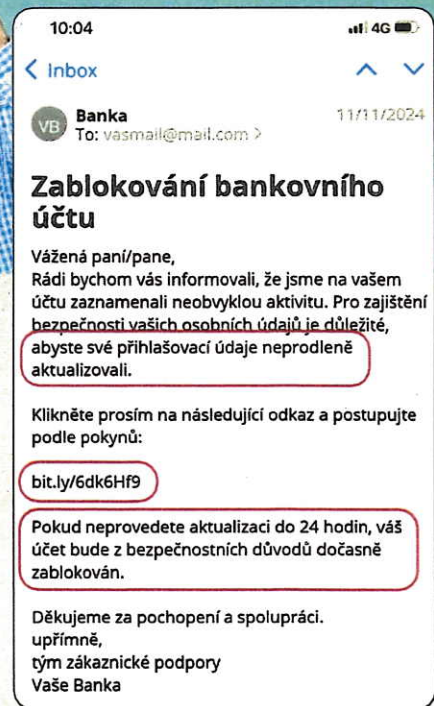 10:04
4G
Inbox
VB
Banka
11/11/2024
To: vasmail@mail.com >
Zablokování bankovního
účtu
Vážená paní/pane,
Rádi bychom vás informovali, že jsme na vašem
účtu zaznamenali neobvyklou aktivitu. Pro zajištění
bezpečnosti vašich osobních údajů je důležité,
abyste své přihlašovací údaje neprodleně
aktualizovali.
Klikněte prosím na následující odkaz a postupujte
podle pokynů:
bit.ly/6dk6Hf9
Pokud neprovedete aktualizaci do 24 hodin, váš
účet bude z bezpečnostních důvodů dočasně
zablokován.
Děkujeme za pochopení a spolupráci.
upřímně,
tým zákaznické podpory
Vaše Banka